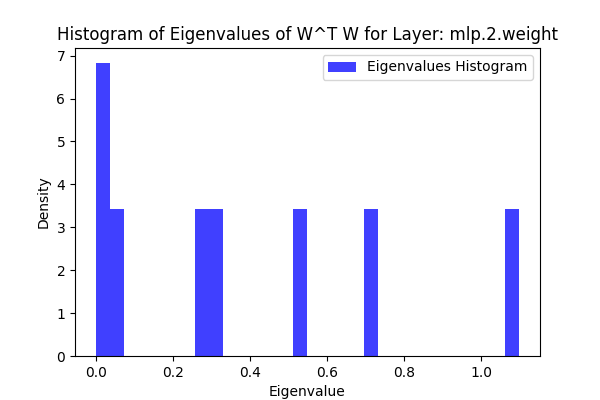 Histogram of Eigenvalues of W^T W for Layer: mlp.2.weight
Eigenvalues Histogram
7
6
5
4
3
2
1
0
Density
0.0 0.2 0.4 0.6 0.8 1.0
Eigenvalue